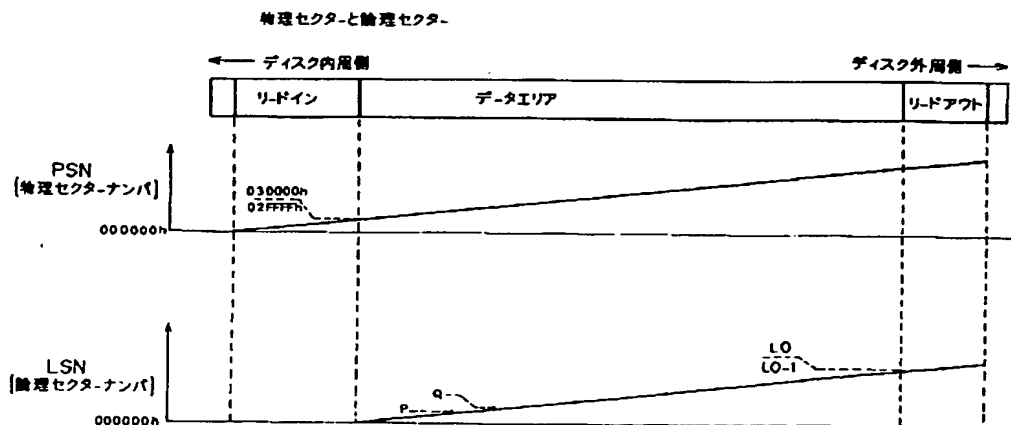 物理セクターと論理セクター
ディスク内周側
ディスク外周側
リードイン
データエリア
リードアウト
PSN
[物理セクターナンバ]
030000h
02FFFFh
000000h
LSN
[論理セクターナンバ]
LO
LO-1
Q
P
000000h